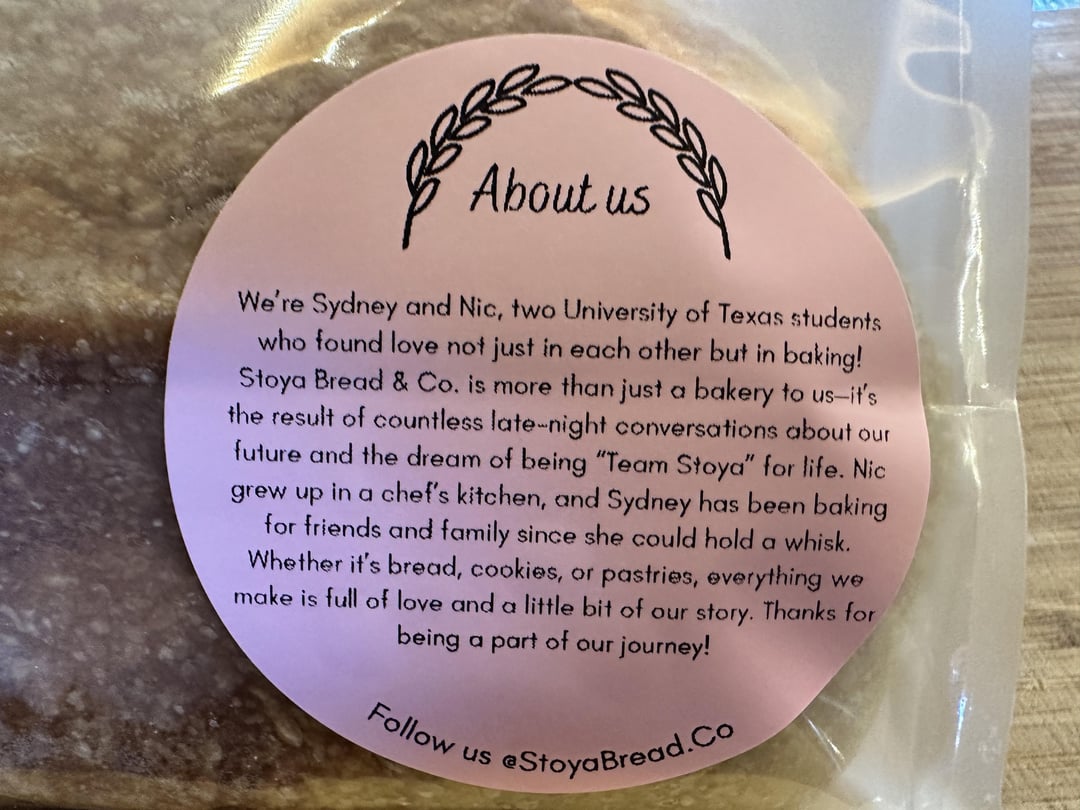 About us
We're Sydney and Nic, two University of Texas students
who found love not just in each other but in baking!
Stoya Bread & Co. is more than just a bakery to us—it's
the result of countless late-night conversations about our
future and the dream of being "Team Stoya" for life. Nic
grew up in a chef's kitchen, and Sydney has been baking
for friends and family since she could hold a whisk.
Whether it's bread, cookies, or pastries, everything we
make is full of love and a little bit of our story. Thanks for
being a part of our journey!
Follow us @StoyaBread.Co